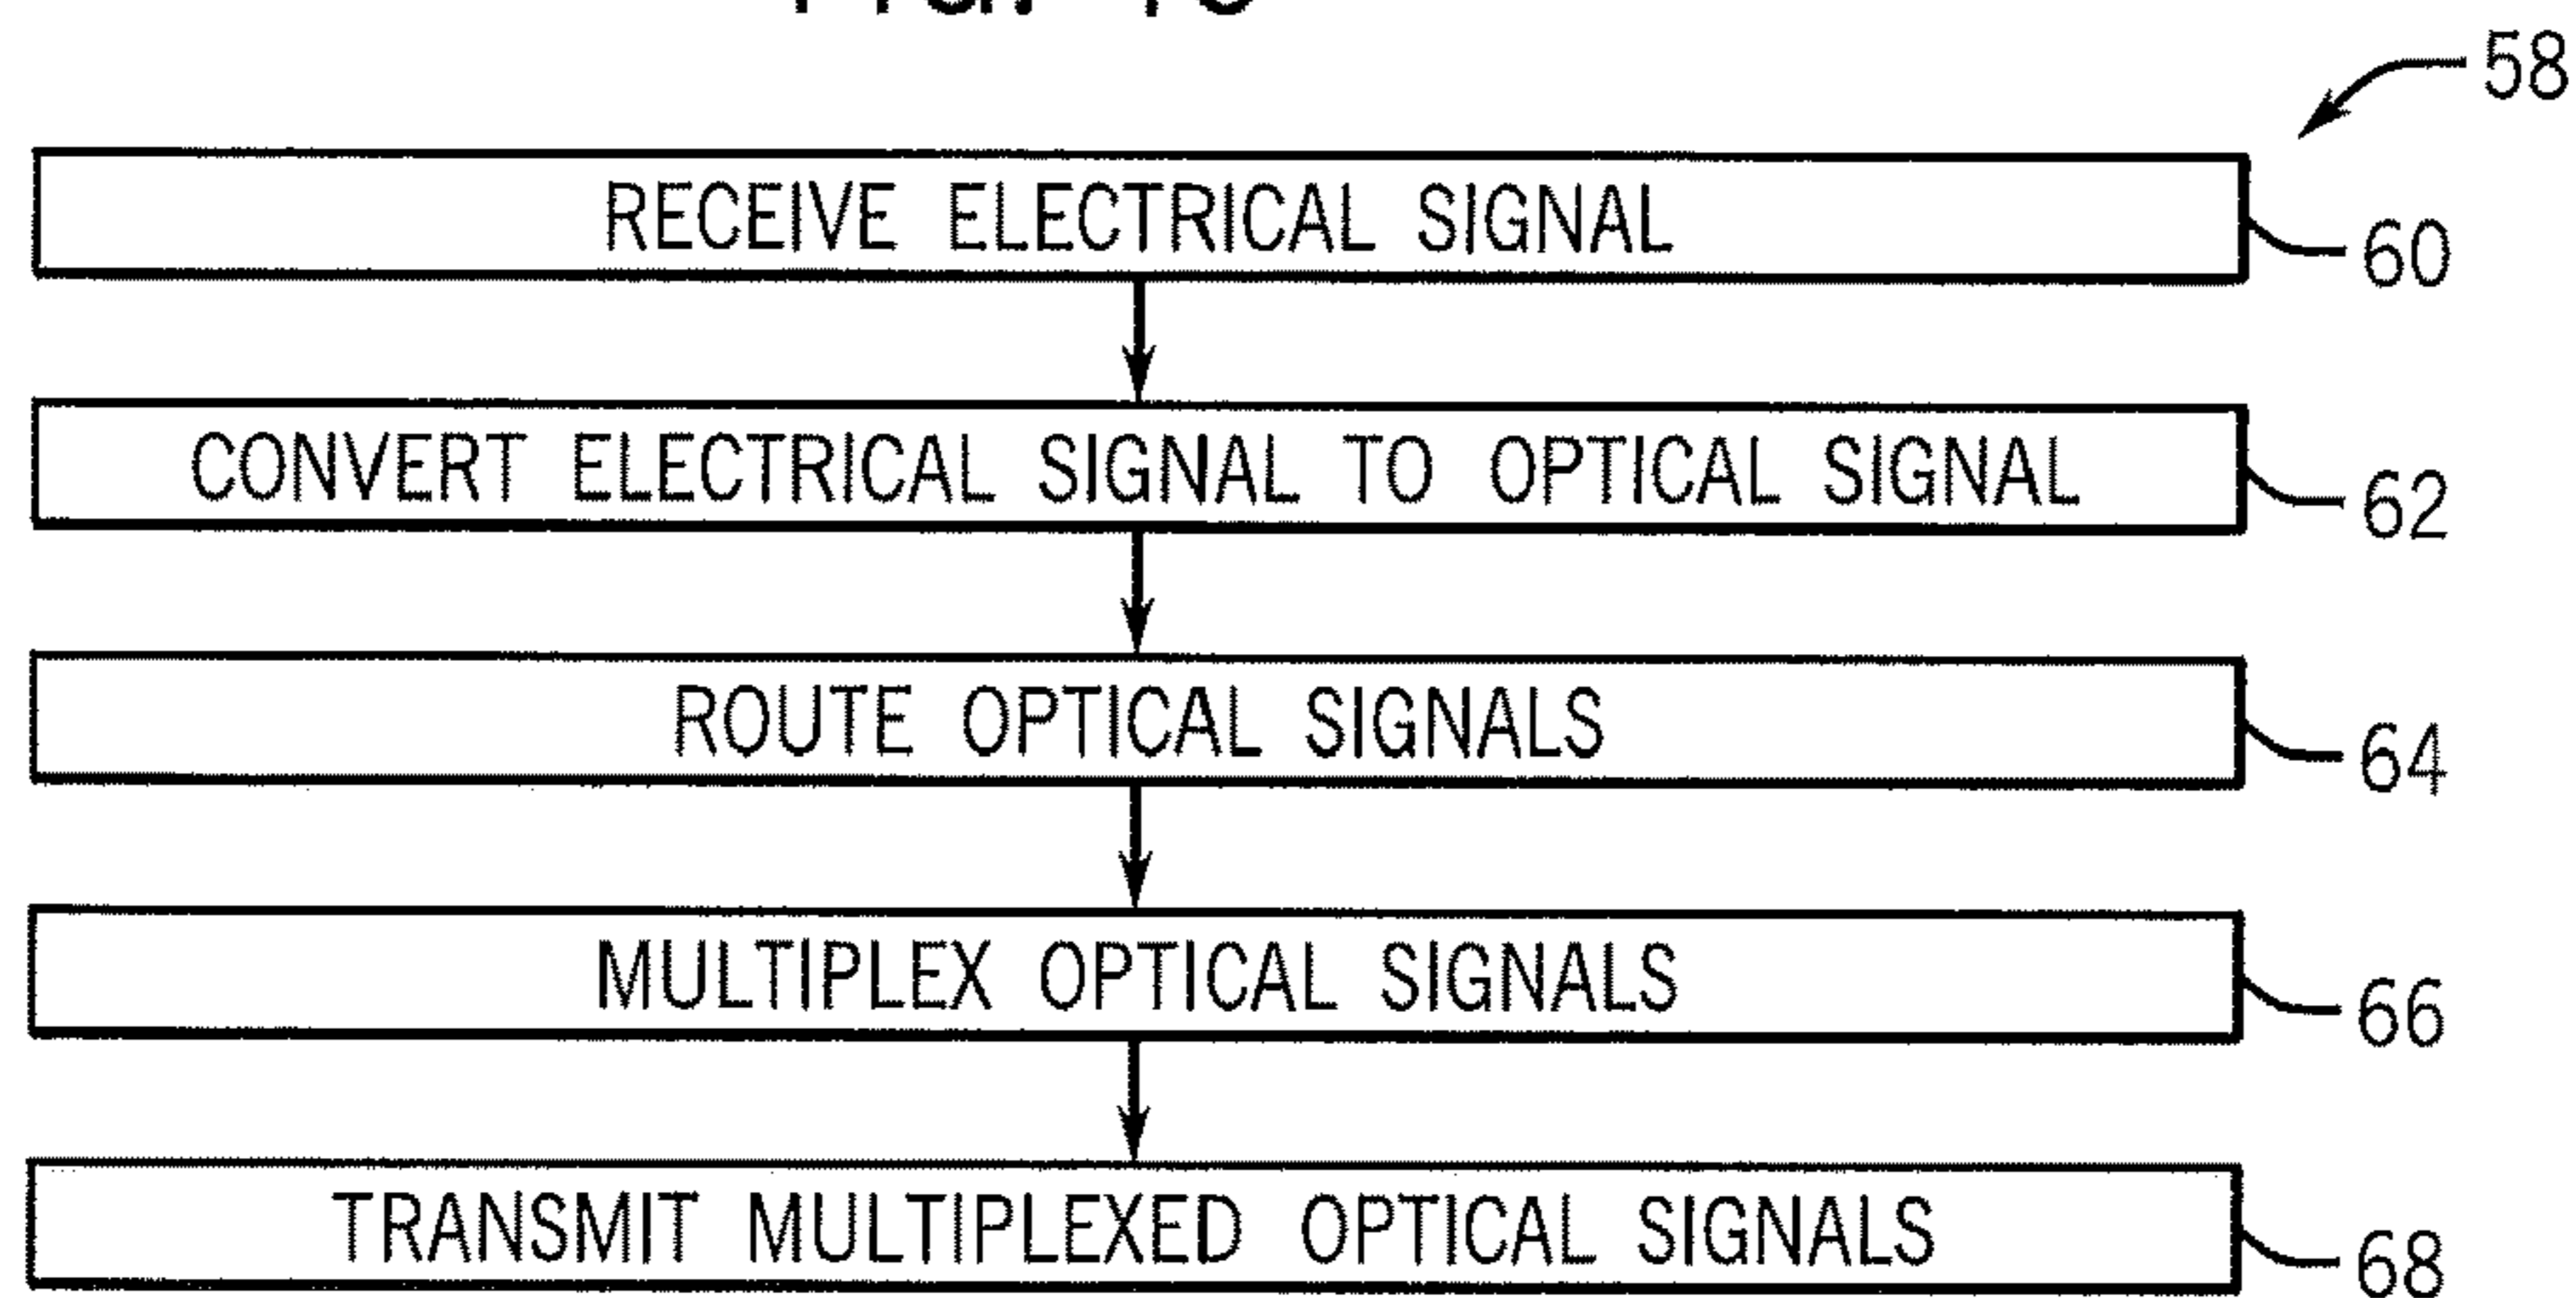 58
RECEIVE ELECTRICAL SIGNAL
60
CONVERT ELECTRICAL SIGNAL TO OPTICAL SIGNAL
62
ROUTE OPTICAL SIGNALS
64
MULTIPLEX OPTICAL SIGNALS
66
TRANSMIT MULTIPLEXED OPTICAL SIGNALS
68